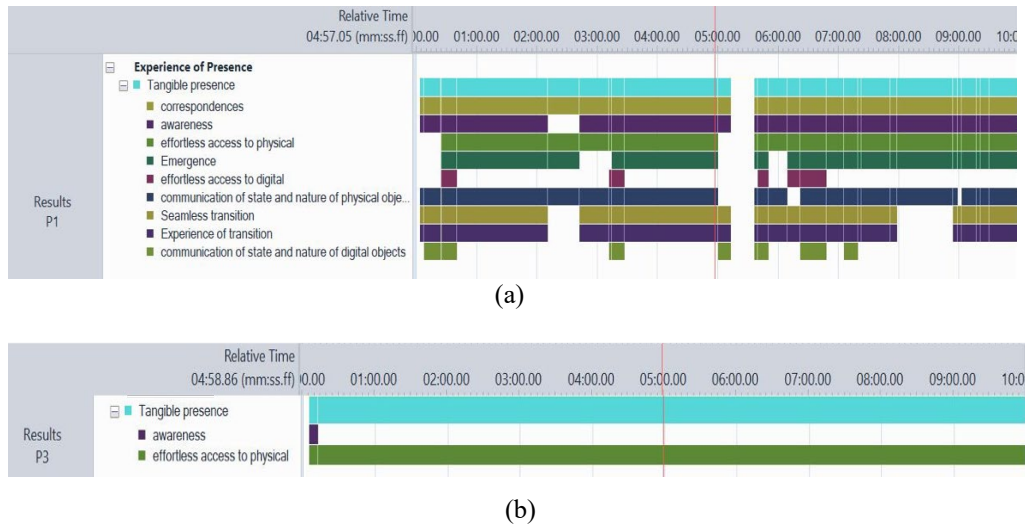 Relative Time
04:57.05 (mm:ss.ff) 00.00 01:00.00 02:00.00 03:00.00 04:00.00 05:00.00 06:00.00 07:00.00 08:00.00 09:00.00 10:0
Experience of Presence
Tangible presence
correspondences
awareness
effortless access to physical
Emergence
effortless access to digital
Results
P1
communication of state and nature of physical obje...
Seamless transition
Experience of transition
communication of state and nature of digital objects
(a)
Relative Time
04:58.86 (mm:ss.ff) 00.00 01:00.00 02:00.00 03:00.00 04:00.00 05:00.00 06:00.00 07:00.00 08:00.00 09:00.00 10:0
Tangible presence
Results
P3
awareness
effortless access to physical
(b)